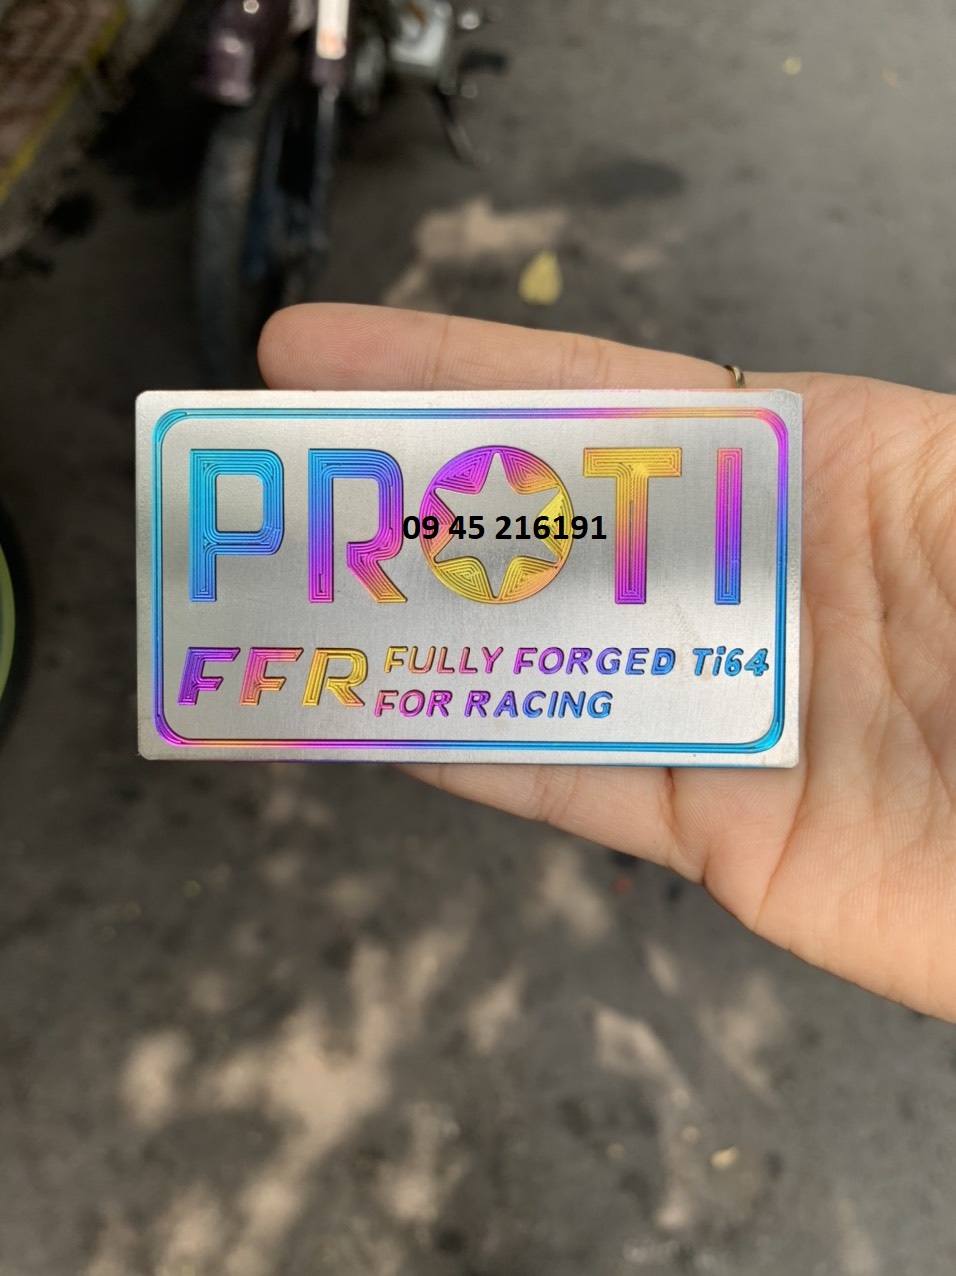 PROTI
09 45 216191
FFR FULLY FORGED Ti64
FOR RACING